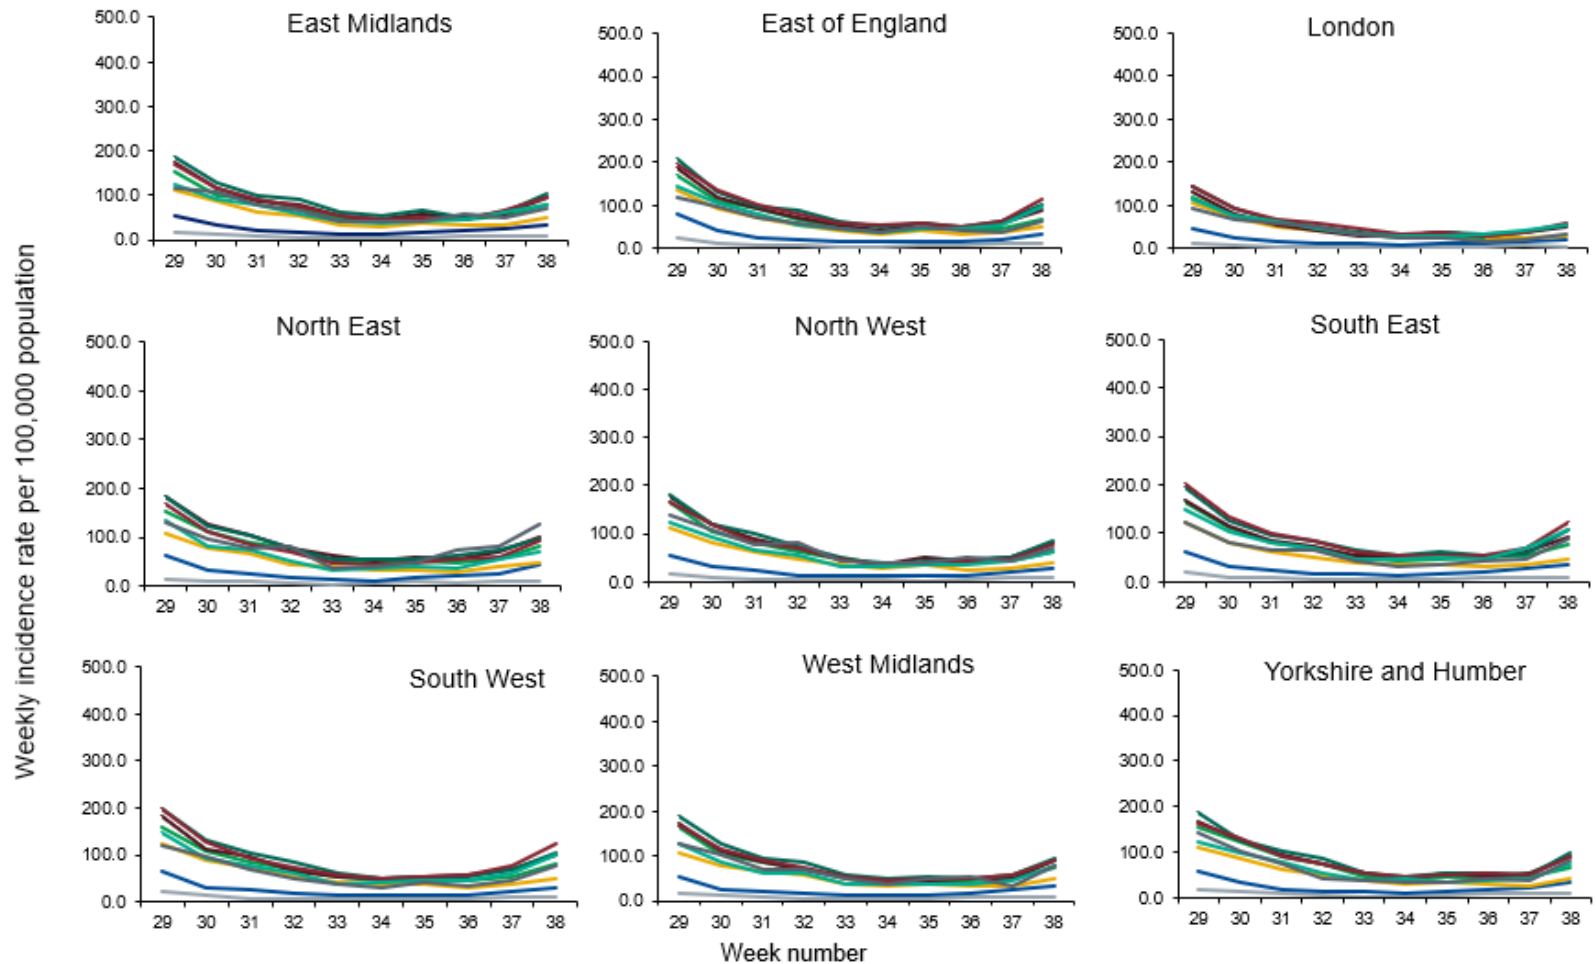 Weekly incidence rate per 100,000 population
East Midlands
500.0
400.0
300.0
200.0
100.0
0.0
29 30 31 32 33 34 35 36 37 38
East of England
500.0
400.0
300.0
200.0
100.0
0.0
29 30 31 32 33 34 35 36 37 38
London
500.0
400.0
300.0
200.0
100.0
0.0
29 30 31 32 33 34 35 36 37 38
North East
500.0
400.0
300.0
200.0
100.0
0.0
29 30 31 32 33 34 35 36 37 38
North West
500.0
400.0
300.0
200.0
100.0
0.0
29 30 31 32 33 34 35 36 37 38
South East
500.0
400.0
300.0
200.0
100.0
0.0
29 30 31 32 33 34 35 36 37 38
South West
500.0
400.0
300.0
200.0
100.0
0.0
29 30 31 32 33 34 35 36 37 38
West Midlands
500.0
400.0
300.0
200.0
100.0
0.0
29 30 31 32 33 34 35 36 37 38
Yorkshire and Humber
500.0
400.0
300.0
200.0
100.0
0.0
29 30 31 32 33 34 35 36 37 38
Week number